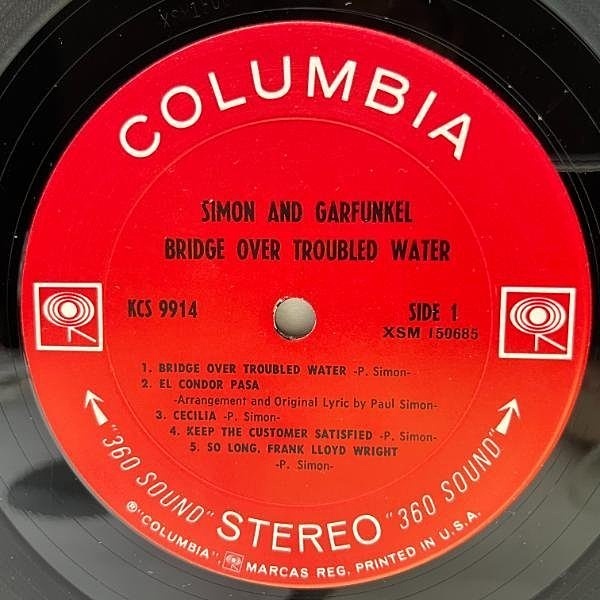 COLUMBIA
SIMON AND GARFUNKEL
BRIDGE OVER TROUBLED WATER
KCS 9914
SIDE 1
XSM 150685
1. BRIDGE OVER TROUBLED WATER -P. Simon-
2. EL CONDOR PASA
-Arrangement and Original Lyric by Paul Simon-
3. CECILIA -P. Simon-
4. KEEP THE CUSTOMER SATISFIED -P. Simon-
5. SO LONG, FRANK LLOYD WRIGHT
-P. Simon-
"360 SOUND" STEREO "360 SOUND"
®"COLUMBIA", MARCAS REG. PRINTED IN U.S.A.